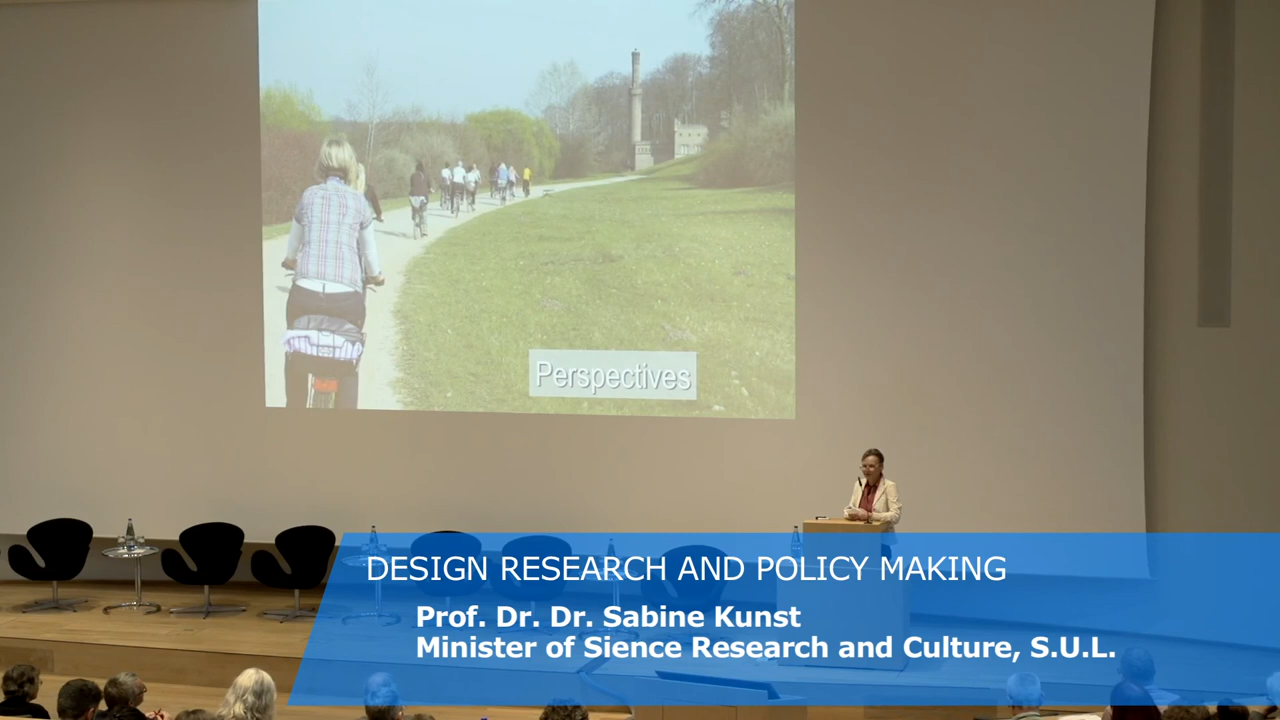 Perspectives
DESIGN RESEARCH AND POLICY MAKING
Prof. Dr. Dr. Sabine Kunst
Minister of Sience Research and Culture, S.U.L.